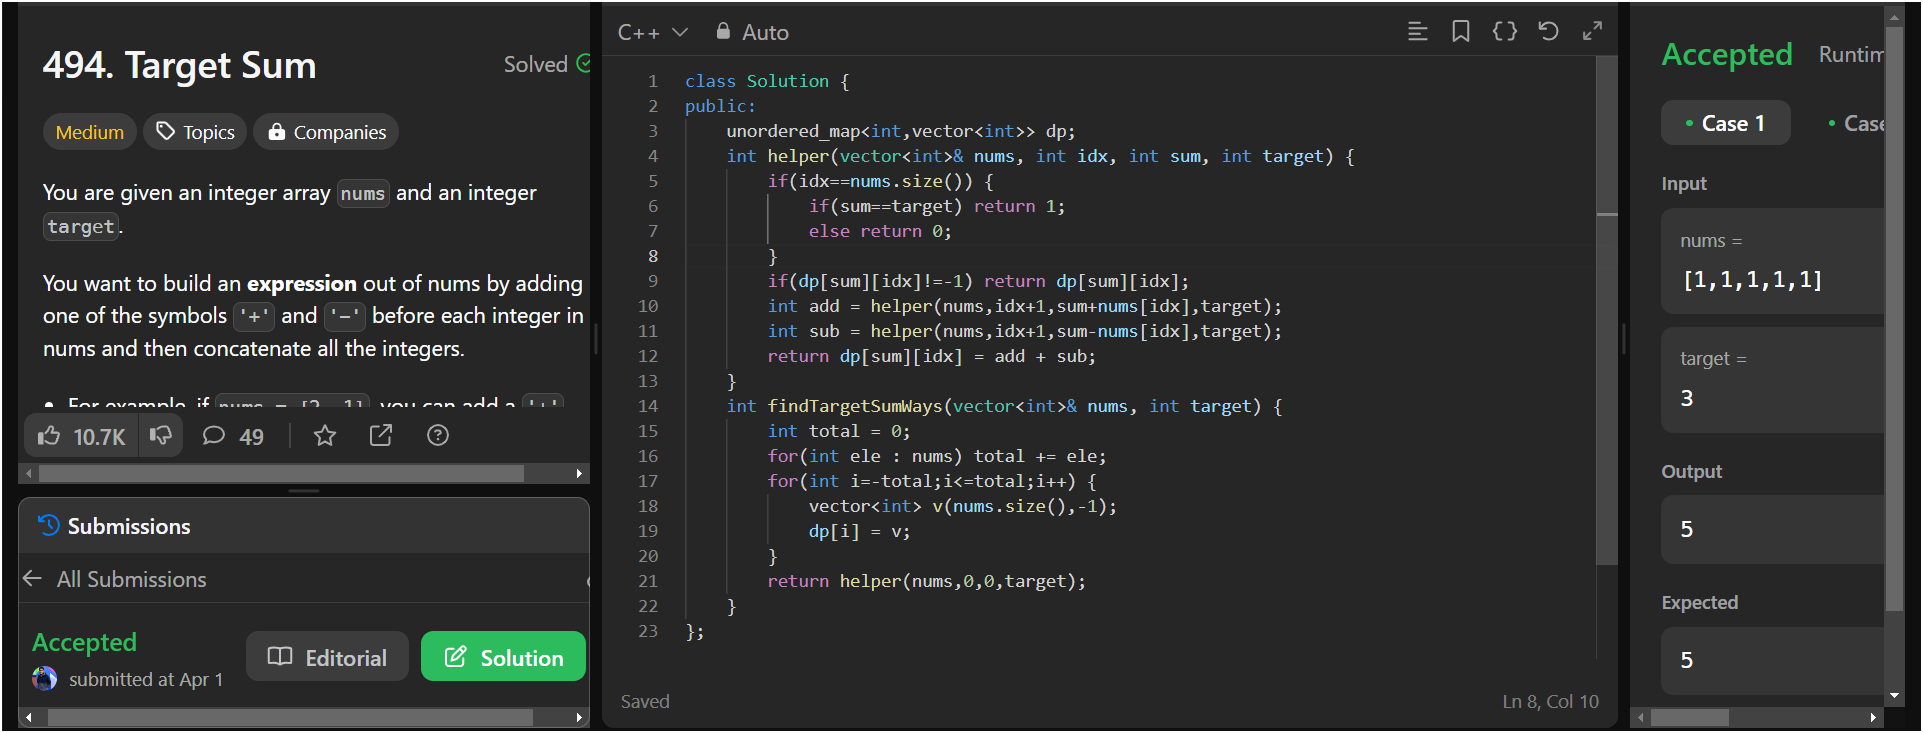 494. Target Sum
Solved
Medium
Topics
Companies
You are given an integer array nums and an integer
target.
You want to build an expression out of nums by adding
one of the symbols '+' and '-' before each integer in
nums and then concatenate all the integers.
For example, if nums = [2, 1], you can add a '+'
10.7K
49
Submissions
All Submissions
Accepted
submitted at Apr 1
Editorial
Solution
C++
Auto
1 class Solution {
2 public:
3     unordered_map<int,vector<int>> dp;
4     int helper(vector<int>& nums, int idx, int sum, int target) {
5         if(idx==nums.size()) {
6             if(sum==target) return 1;
7             else return 0;
8         }
9         if(dp[sum][idx]!=-1) return dp[sum][idx];
10         int add = helper(nums,idx+1,sum+nums[idx],target);
11         int sub = helper(nums,idx+1,sum-nums[idx],target);
12         return dp[sum][idx] = add + sub;
13     }
14     int findTargetSumWays(vector<int>& nums, int target) {
15         int total = 0;
16         for(int ele : nums) total += ele;
17         for(int i=-total;i<=total;i++) {
18             vector<int> v(nums.size(),-1);
19             dp[i] = v;
20         }
21         return helper(nums,0,0,target);
22     }
23 };
Saved
Ln 8, Col 10
Accepted
Runtim
Case 1
Case
Input
nums =
[1,1,1,1,1]
target =
3
Output
5
Expected
5